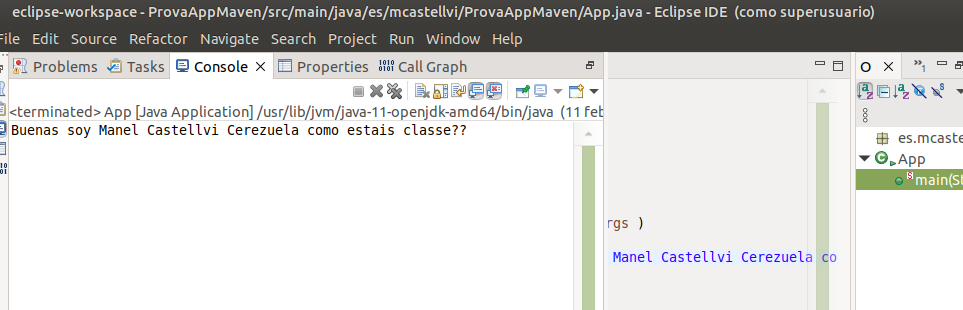 eclipse-workspace - ProvaAppMaven/src/main/java/es/mcastellvi/ProvaAppMaven/App.java - Eclipse IDE (como superusuario)
File Edit Source Refactor Navigate Search Project Run Window Help
Problems Tasks Console Properties Call Graph O
<terminated> App [Java Application] /usr/lib/jvm/java-11-openjdk-amd64/bin/java (11 feb
Buenas soy Manel Castellvi Cerezuela como estais classe??
es.mcaste
App
main(St
rgs )
Manel Castellvi Cerezuela co